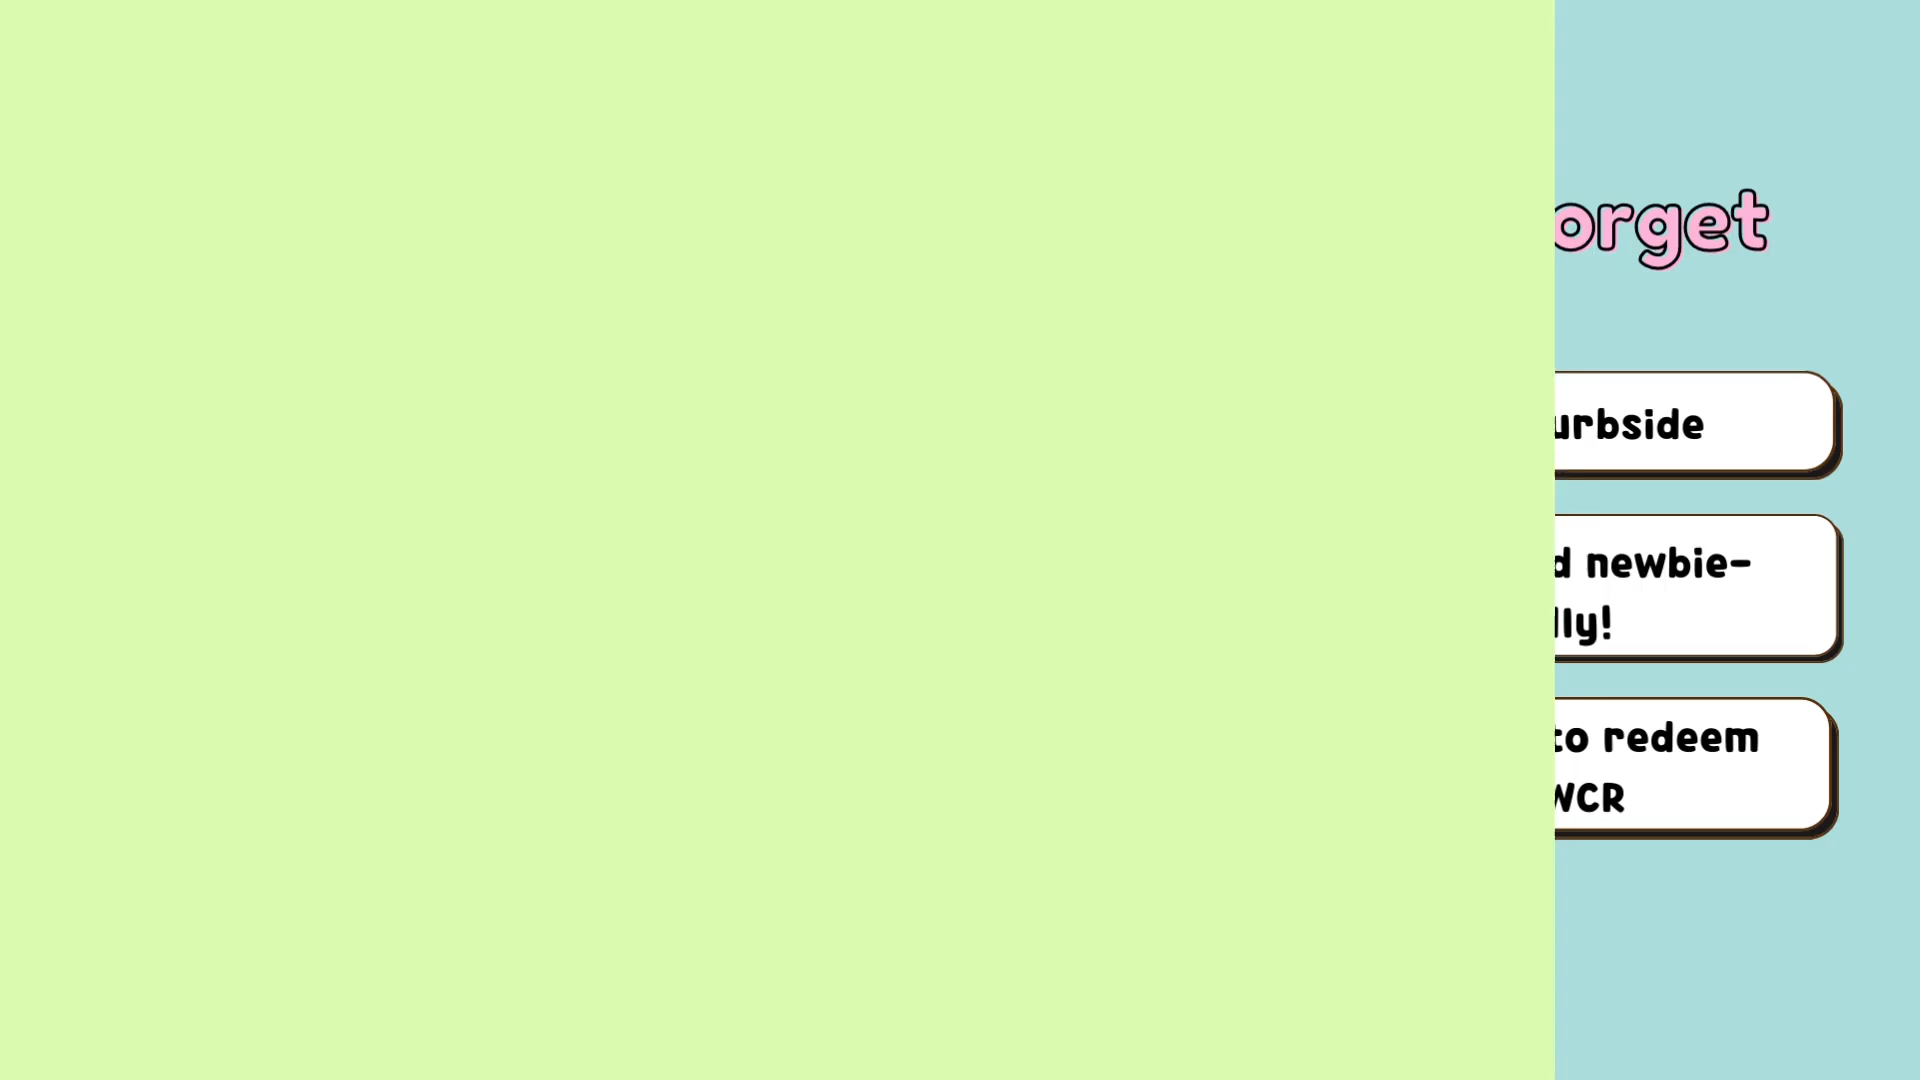 orget
urbside
d newbie-
lly!
to redeem
WCR